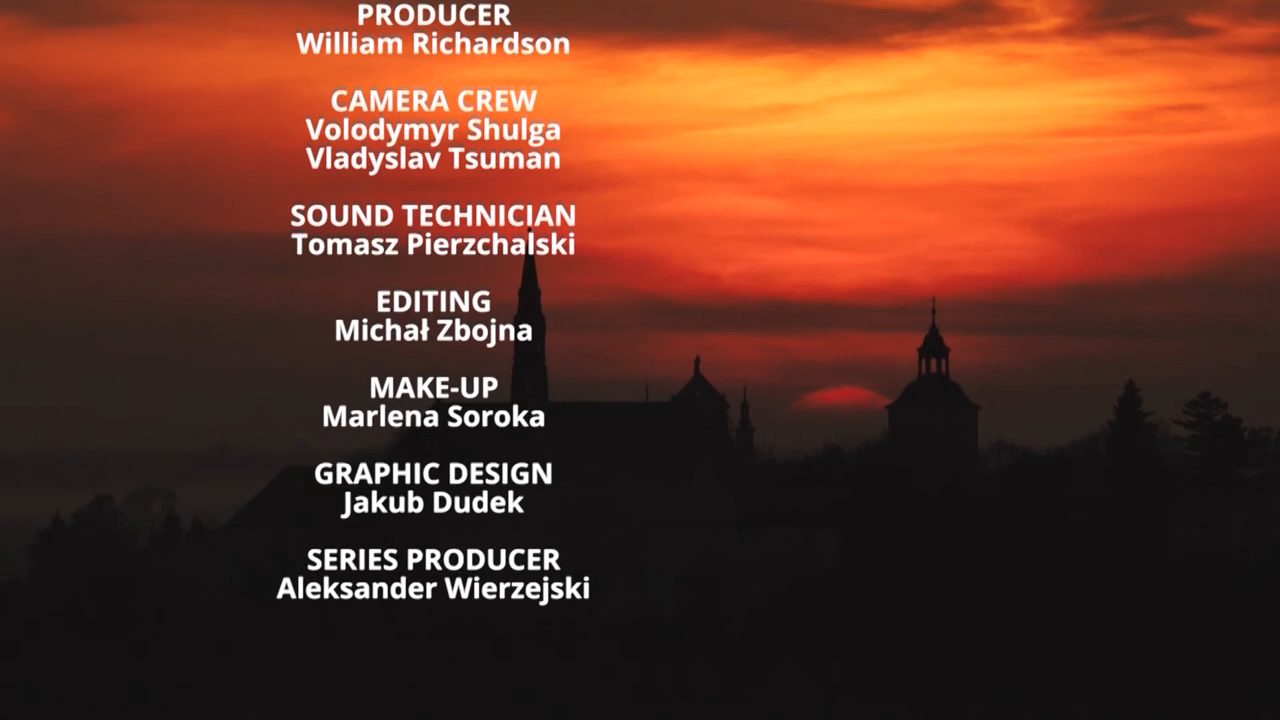 PRODUCER
William Richardson
CAMERA CREW
Volodymyr Shulga
Vladyslav Tsuman
SOUND TECHNICIAN
Tomasz Pierzchalski
EDITING
Michał Zbojna
MAKE-UP
Marlena Soroka
GRAPHIC DESIGN
Jakub Dudek
SERIES PRODUCER
Aleksander Wierzejski